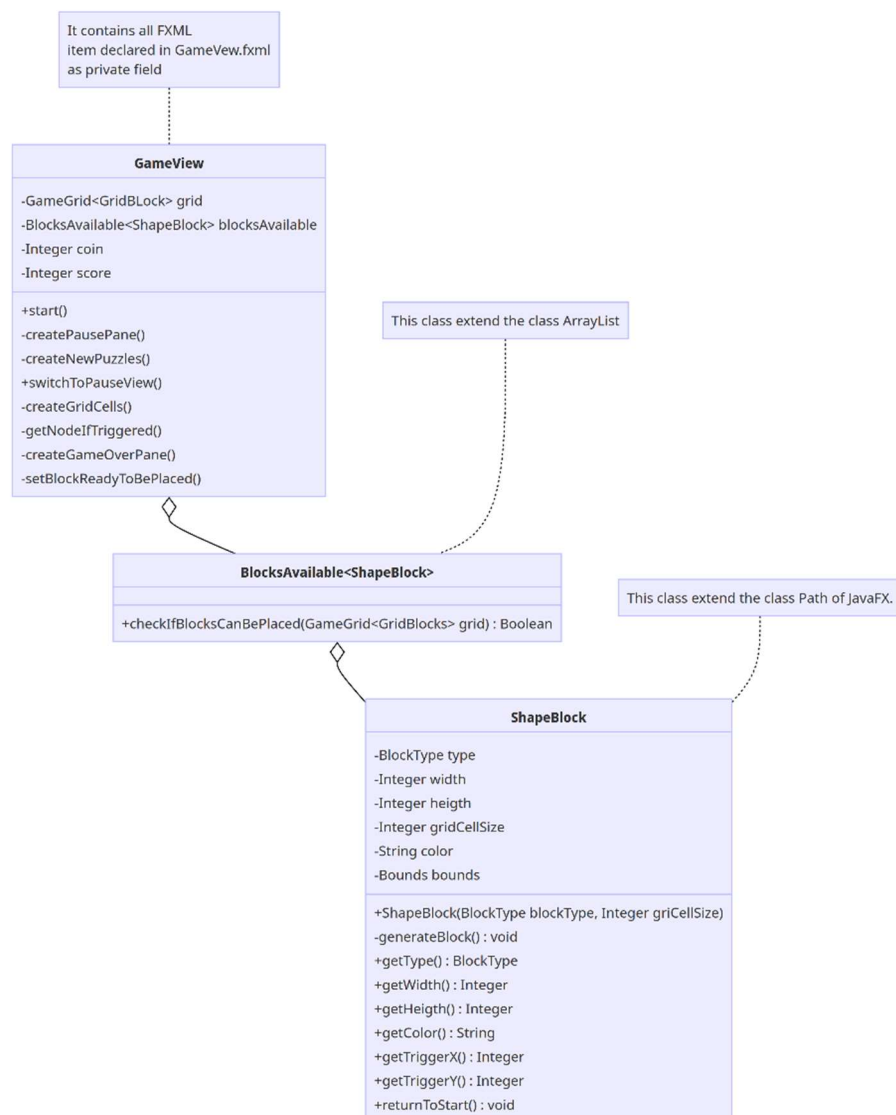 It contains all FXML
item declared in GameVew.fxml
as private field
GameView
-GameGrid<GridBLock> grid
-BlocksAvailable<ShapeBlock> blocksAvailable
-Integer coin
-Integer score
+start()
-createPausePane()
-createNewPuzzles()
+switchToPauseView()
-createGridCells()
-getNodeIfTriggered()
-createGameOverPane()
-setBlockReadyToBePlaced()
This class extend the class ArrayList
BlocksAvailable<ShapeBlock>
+checkIfBlocksCanBePlaced(GameGrid<GridBlocks> grid) : Boolean
This class extend the class Path of JavaFX.
ShapeBlock
-BlockType type
-Integer width
-Integer heigth
-Integer gridCellSize
-String color
-Bounds bounds
+ShapeBlock(BlockType blockType, Integer griCellSize)
-generateBlock() : void
+getType() : BlockType
+getWidth() : Integer
+getHeigth() : Integer
+getColor() : String
+getTriggerX() : Integer
+getTriggerY() : Integer
+returnToStart() : void